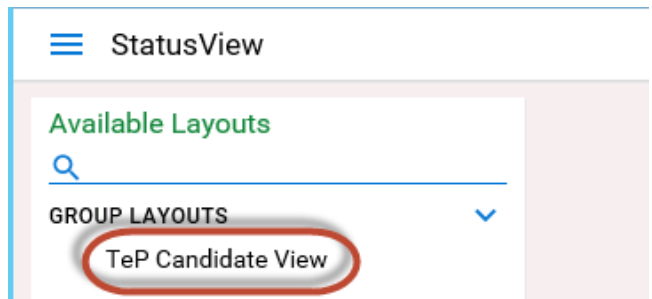 StatusView
Available Layouts
GROUP LAYOUTS
TeP Candidate View